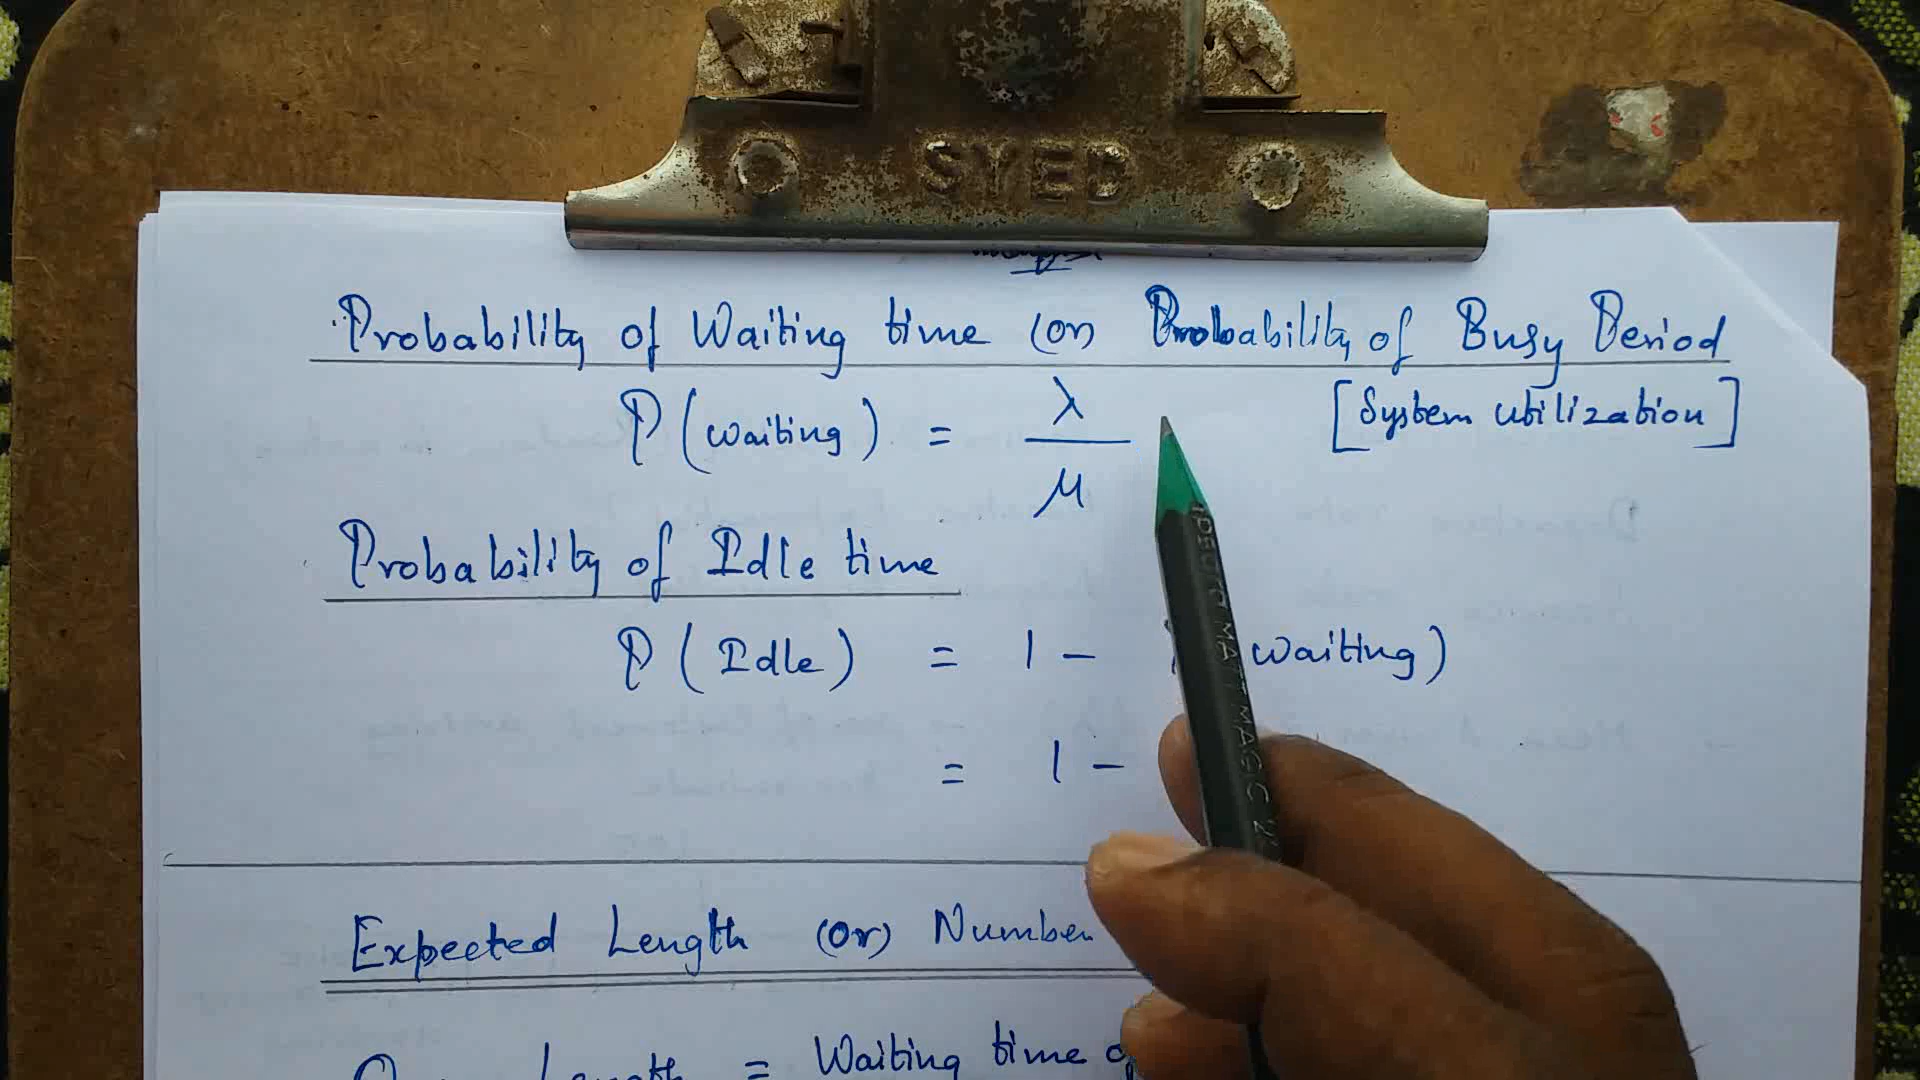 SYED
Probability of Waiting time (or) Probability of Busy Period
P (waiting) = λ / μ [System utilization]
Probability of Idle time
P (Idle) = 1 - waiting)
= 1 -
Expected Length (or) Number
Length = Waiting time